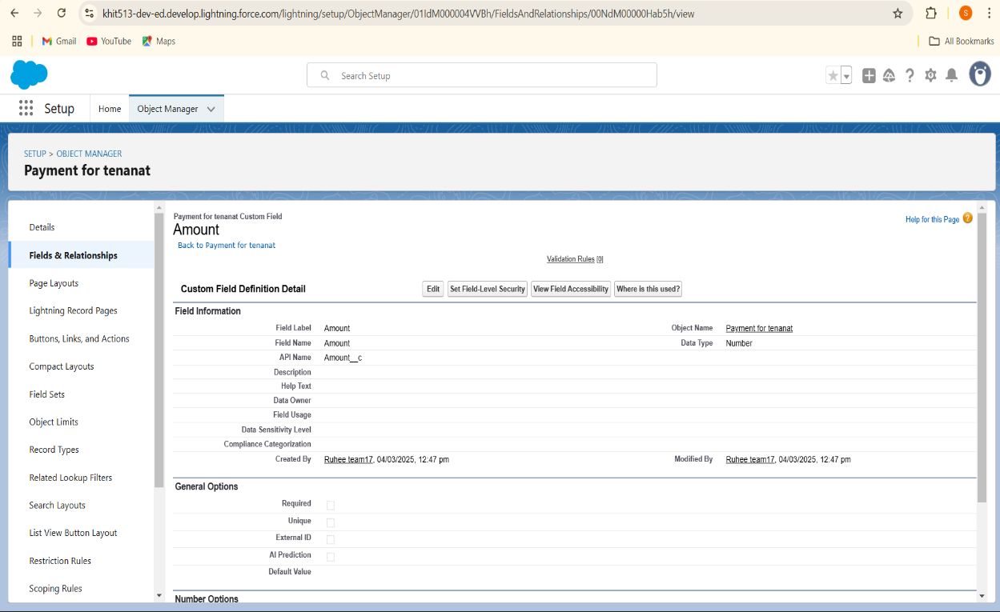 khit513-dev-ed.develop.lightning.force.com/lightning/setup/ObjectManager/01IdM000004VVBh/FieldsAndRelationships/00NdM00000Hab5h/view
S
Gmail YouTube Maps All Bookmarks
Search Setup
Setup Home Object Manager
SETUP > OBJECT MANAGER
Payment for tenanat
Details
Fields & Relationships
Page Layouts
Lightning Record Pages
Buttons, Links, and Actions
Compact Layouts
Field Sets
Object Limits
Record Types
Related Lookup Filters
Search Layouts
List View Button Layout
Restriction Rules
Scoping Rules
Payment for tenanat Custom Field
Amount
Back to Payment for tenanat
Help for this Page ?
Validation Rules [0]
Custom Field Definition Detail Edit Set Field-Level Security View Field Accessibility Where is this used?
Field Information
Field Label Amount Object Name Payment for tenanat
Field Name Amount Data Type Number
API Name Amount__c
Description
Help Text
Data Owner
Field Usage
Data Sensitivity Level
Compliance Categorization
Created By Ruhee team17, 04/03/2025, 12:47 pm Modified By Ruhee team17, 04/03/2025, 12:47 pm
General Options
Required
Unique
External ID
AI Prediction
Default Value
Number Options